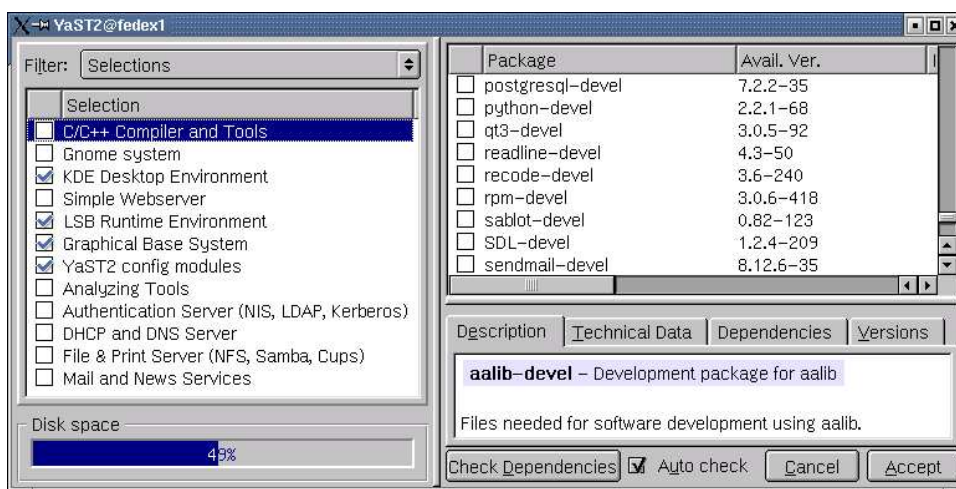 YaST2@fedex1
Filter: Selections
Selection
C/C++ Compiler and Tools
Gnome system
KDE Desktop Environment
Simple Webserver
LSB Runtime Environment
Graphical Base System
YaST2 config modules
Analyzing Tools
Authentication Server (NIS, LDAP, Kerberos)
DHCP and DNS Server
File & Print Server (NFS, Samba, Cups)
Mail and News Services
Disk space
49%
Package Avail. Ver.
postgresql-devel 7.2.2-35
python-devel 2.2.1-68
qt3-devel 3.0.5-92
readline-devel 4.3-50
recode-devel 3.6-240
rpm-devel 3.0.6-418
sablot-devel 0.82-123
SDL-devel 1.2.4-209
sendmail-devel 8.12.6-35
Description Technical Data Dependencies Versions
aalib-devel - Development package for aalib
Files needed for software development using aalib.
Check Dependencies Auto check Cancel Accept